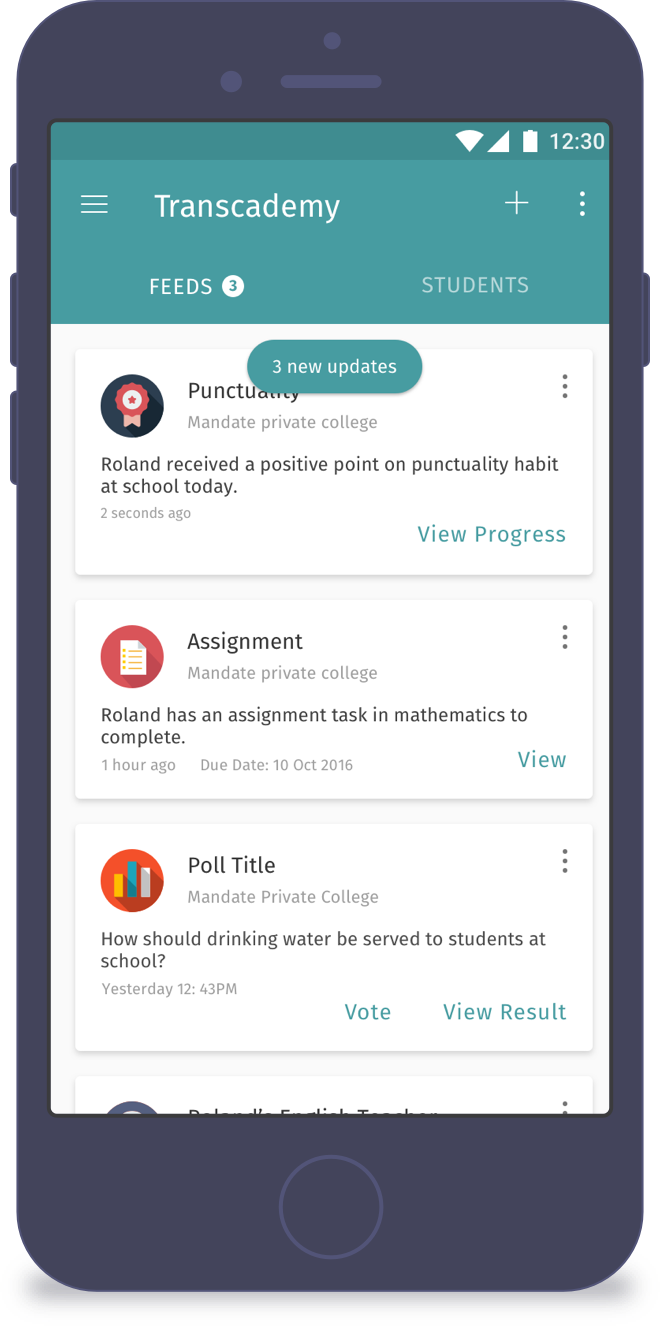 12:30
Transcademy
FEEDS 3
STUDENTS
3 new updates
Punctuality
Mandate private college
Roland received a positive point on punctuality habit
at school today.
2 seconds ago
View Progress
Assignment
Mandate private college
Roland has an assignment task in mathematics to
complete.
1 hour ago Due Date: 10 Oct 2016
View
Poll Title
Mandate Private College
How should drinking water be served to students at
school?
Yesterday 12: 43PM
Vote View Result
Roland's English Teacher